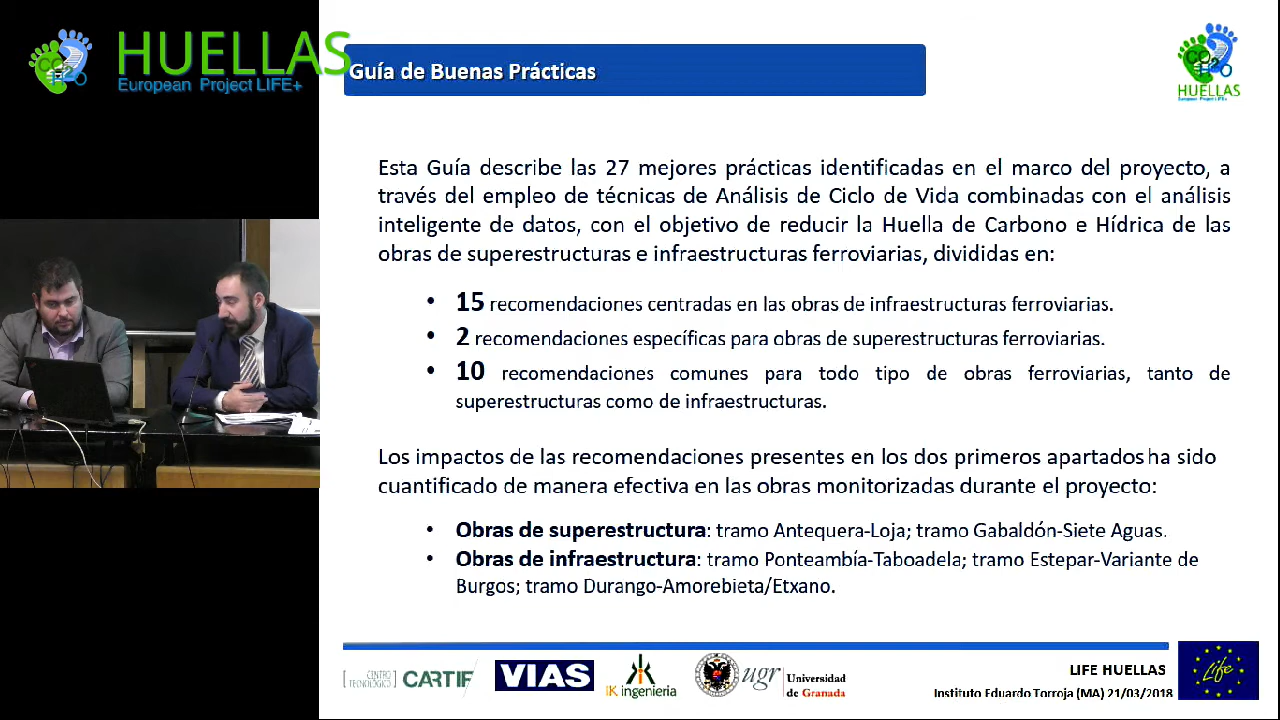 HUELLAS
European Project LIFE+
Guía de Buenas Prácticas
HUELLAS
Esta Guía describe las 27 mejores prácticas identificadas en el marco del proyecto, a
través del empleo de técnicas de Análisis de Ciclo de Vida combinadas con el análisis
inteligente de datos, con el objetivo de reducir la Huella de Carbono e Hídrica de las
obras de superestructuras e infraestructuras ferroviarias, divididas en:
• 15 recomendaciones centradas en las obras de infraestructuras ferroviarias.
• 2 recomendaciones específicas para obras de superestructuras ferroviarias.
• 10 recomendaciones comunes para todo tipo de obras ferroviarias, tanto de
superestructuras como de infraestructuras.
Los impactos de las recomendaciones presentes en los dos primeros apartados ha sido
cuantificado de manera efectiva en las obras monitorizadas durante el proyecto:
• Obras de superestructura: tramo Antequera-Loja; tramo Gabaldón-Siete Aguas.
• Obras de infraestructura: tramo Ponteambía-Taboadela; tramo Estepar-Variante de
Burgos; tramo Durango-Amorebieta/Etxano.
CENTRO
TECNOLÓGICO
CARTIF
VIAS
IK ingenieria
ugr
Universidad
de Granada
LIFE HUELLAS
Instituto Eduardo Torroja (MA) 21/03/2018
Life